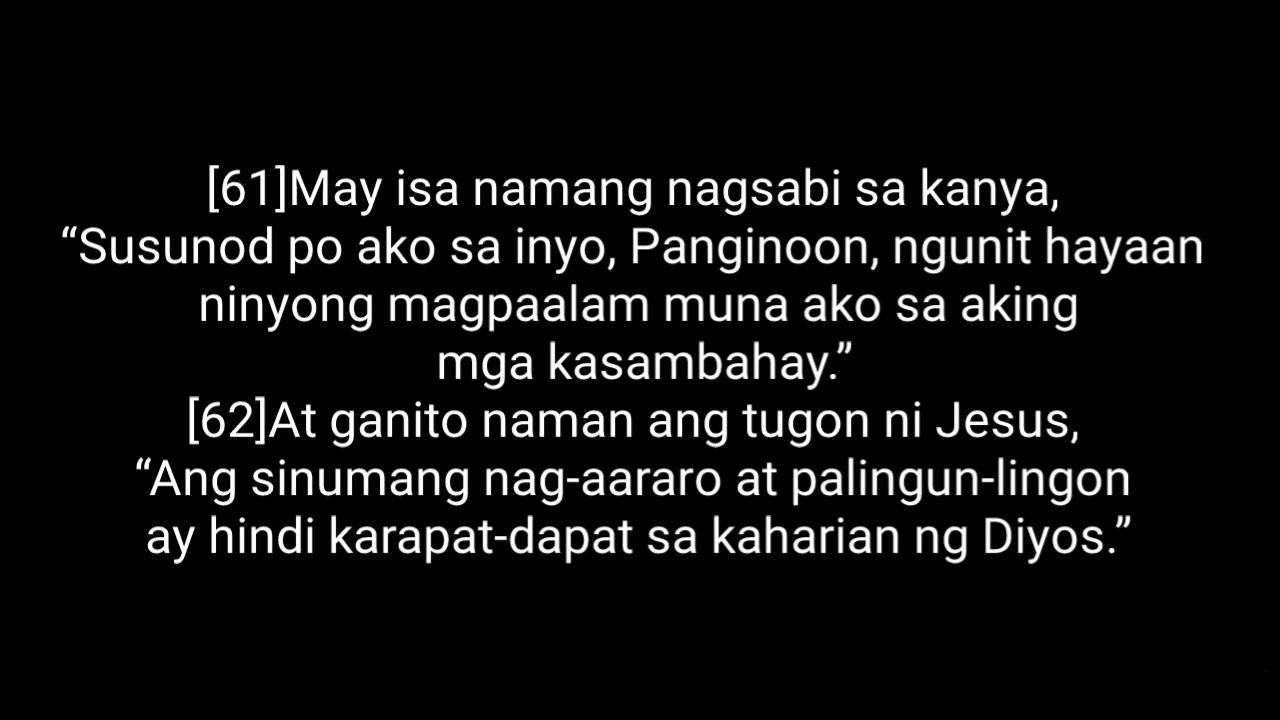 [61]May isa namang nagsabi sa kanya,
“Susunod po ako sa inyo, Panginoon, ngunit hayaan
ninyong magpaalam muna ako sa aking
mga kasambahay.”
[62]At ganito naman ang tugon ni Jesus,
“Ang sinumang nag-aararo at palingun-lingon
ay hindi karapat-dapat sa kaharian ng Diyos.”